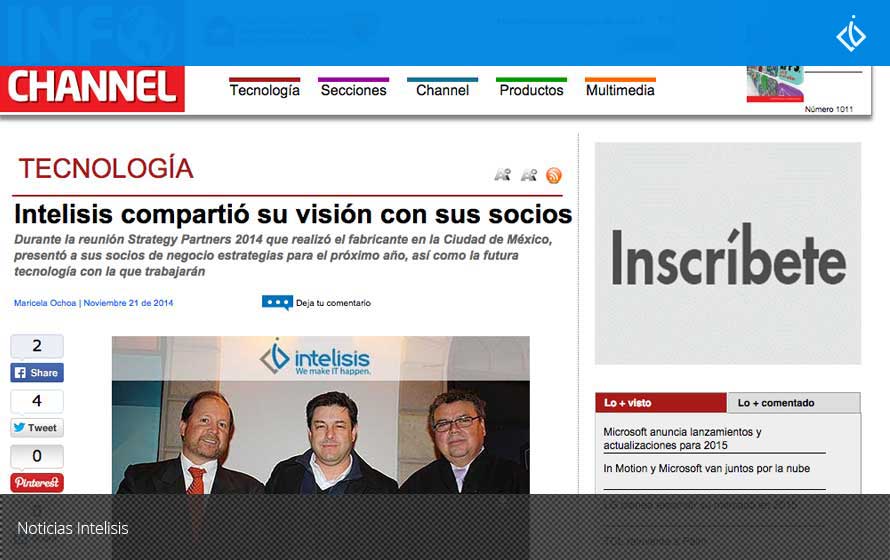 INFO
CHANNEL
Tecnología
Secciones
Channel
Productos
Multimedia
Número 1011
TECNOLOGÍA
Intelisis compartió su visión con sus socios
Durante la reunión Strategy Partners 2014 que realizó el fabricante en la Ciudad de México,
presentó a sus socios de negocio estrategias para el próximo año, así como la futura
tecnología con la que trabajarán
Maricela Ochoa | Noviembre 21 de 2014
Deja tu comentario
2
Share
4
Tweet
0
Pinterest
intelisis
We make IT happen.
Inscríbete
Lo + visto
Lo + comentado
Microsoft anuncia lanzamientos y
actualizaciones para 2015
In Motion y Microsoft van juntos por la nube
Noticias Intelisis